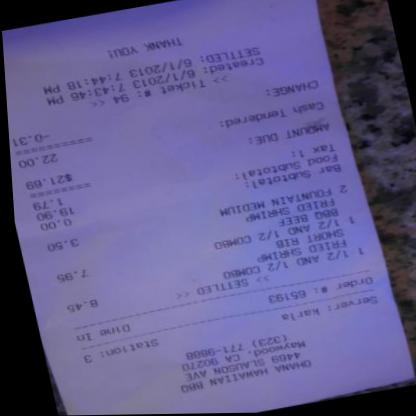 OHANA HAWAIIAN BBQ
4469 SLAUSON AVE
Maywood, CA 90270
(323) 771-9888
Server: karla Station: 3
Order #: 65193 Dine In
>> SETTLED <<
1 1/2 AND 1/2 COMBO 8.45
FRIED SHRIMP
SHORT RIB
1 1/2 AND 1/2 COMBO 7.95
BBQ BEEF
FRIED SHRIMP
2 FOUNTAIN MEDIUM 3.50
Bar Subtotal: 0.00
Food Subtotal: 19.90
Tax 1: 1.79
========
AMOUNT DUE: $21.69
Cash Tendered: 22.00
========
CHANGE: -0.31
>> Ticket #: 94 <<
Created: 6/1/2013 7:43:46 PM
SETTLED: 6/1/2013 7:44:18 PM
THANK YOU!